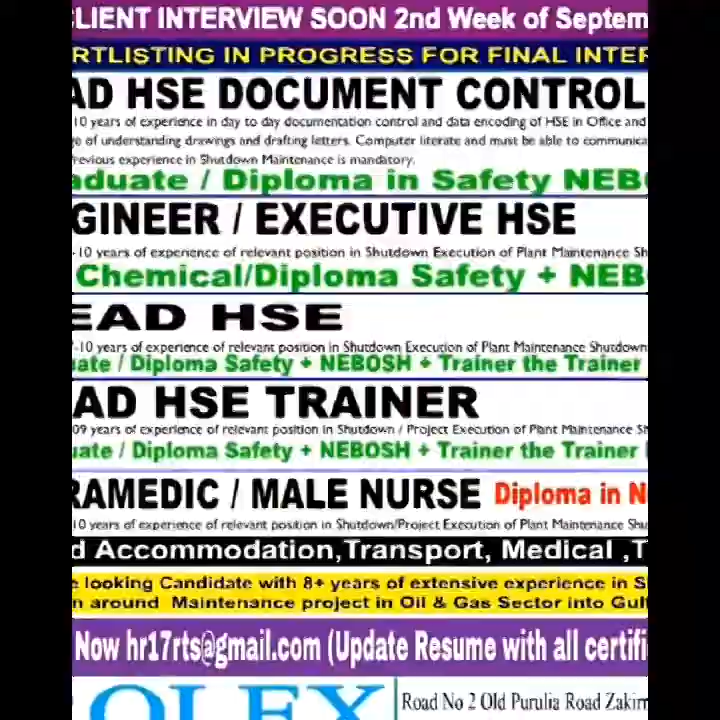 CLIENT INTERVIEW SOON 2nd Week of Septem
RTLISTING IN PROGRESS FOR FINAL INTER
AD HSE DOCUMENT CONTROL
10 years of experience in day to day documentation control and data encoding of HSE in Office and
e of understanding drawings and drafting letters. Computer literate and must be able to communica
revious experience in Shutdown Maintenance is mandatory.
aduate / Diploma in Safety NEBO
GINEER / EXECUTIVE HSE
-10 years of experience of relevant position in Shutdown Execution of Plant Maintenance Sh
Chemical/Diploma Safety + NEB
EAD HSE
-10 years of experience of relevant position in Shutdown Execution of Plant Maintenance Shutdown
ate / Diploma Safety + NEBOSH + Trainer the Trainer
AD HSE TRAINER
09 years of experience of relevant position in Shutdown / Project Execution of Plant Maintenance Sh
uate / Diploma Safety + NEBOSH + Trainer the Trainer
RAMEDIC / MALE NURSE Diploma in N
10 years of experience of relevant position in Shutdown/Project Execution of Plant Maintenance Shu
d Accommodation,Transport, Medical ,T
e looking Candidate with 8+ years of extensive experience in S
n around Maintenance project in Oil & Gas Sector into Gulf
Now hr17rts@gmail.com (Update Resume with all certifi
OLEX
Road No 2 Old Purulia Road Zakir